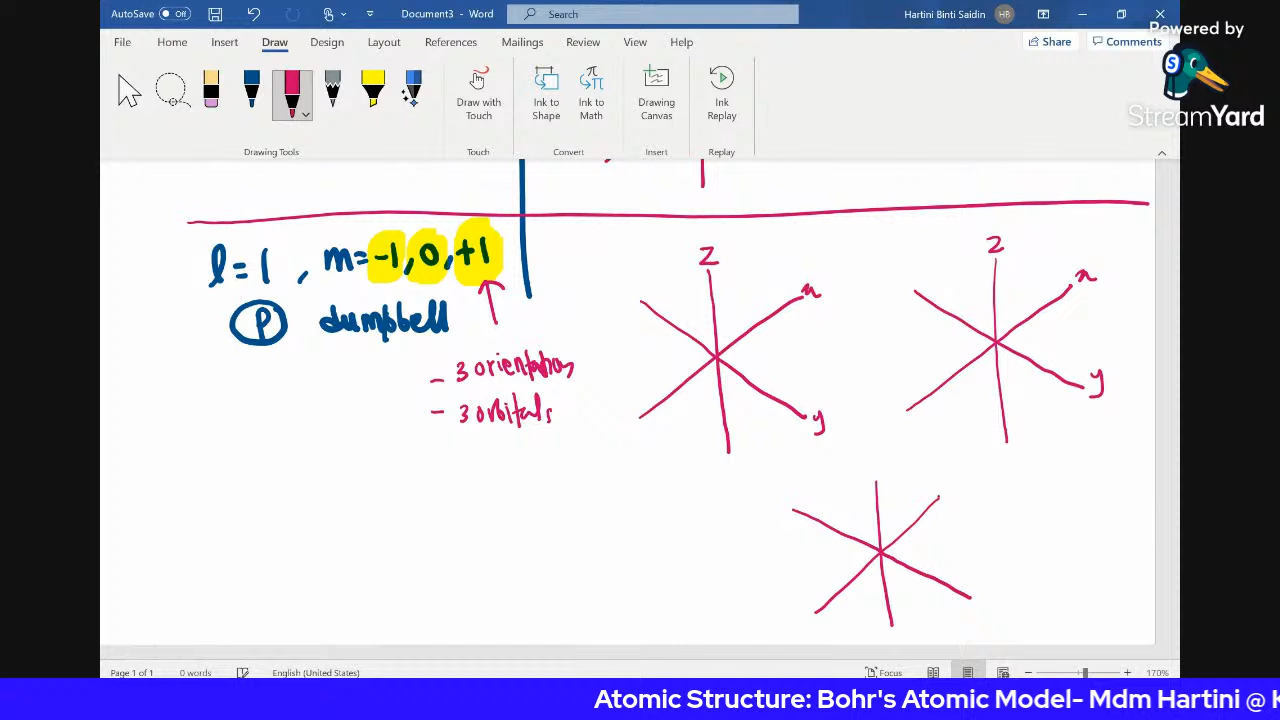 AutoSave Off Document3 - Word Search Hartini Binti Saidin HB
Powered by
StreamYard
File Home Insert Draw Design Layout References Mailings Review View Help Share Comments
Draw with Touch
Ink to Shape
Ink to Math
Drawing Canvas
Ink Replay
Drawing Tools Touch Convert Insert Replay
l = 1 , m = -1, 0, +1
p dumbbell
- 3 orientations
- 3 orbitals
z
x
y
z
x
y
Page 1 of 1 0 words English (United States) Focus 170%
Atomic Structure: Bohr's Atomic Model- Mdm Hartini @